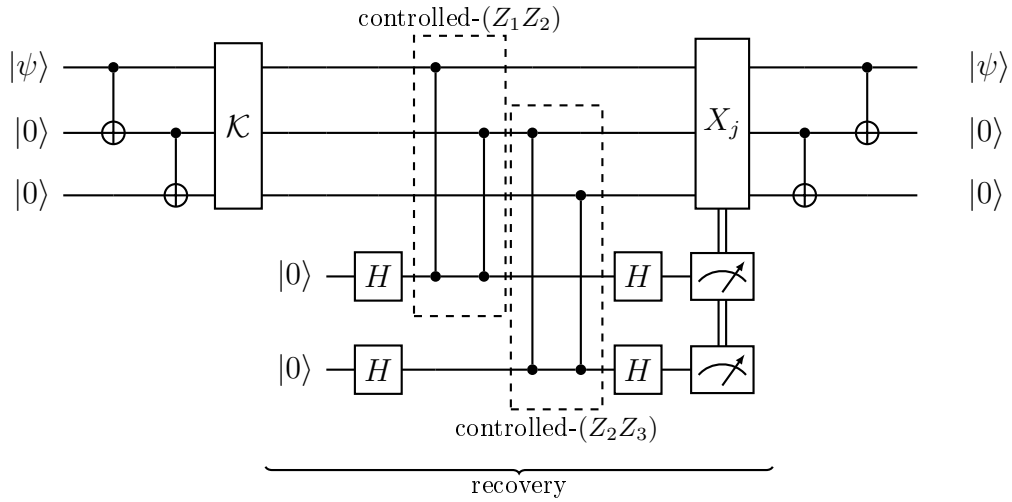 controlled-(Z₁Z₂)
|ψ⟩ 𝒦 X_j |ψ⟩
|0⟩ |0⟩
|0⟩ |0⟩
|0⟩ H H
|0⟩ H H
controlled-(Z₂Z₃)
recovery